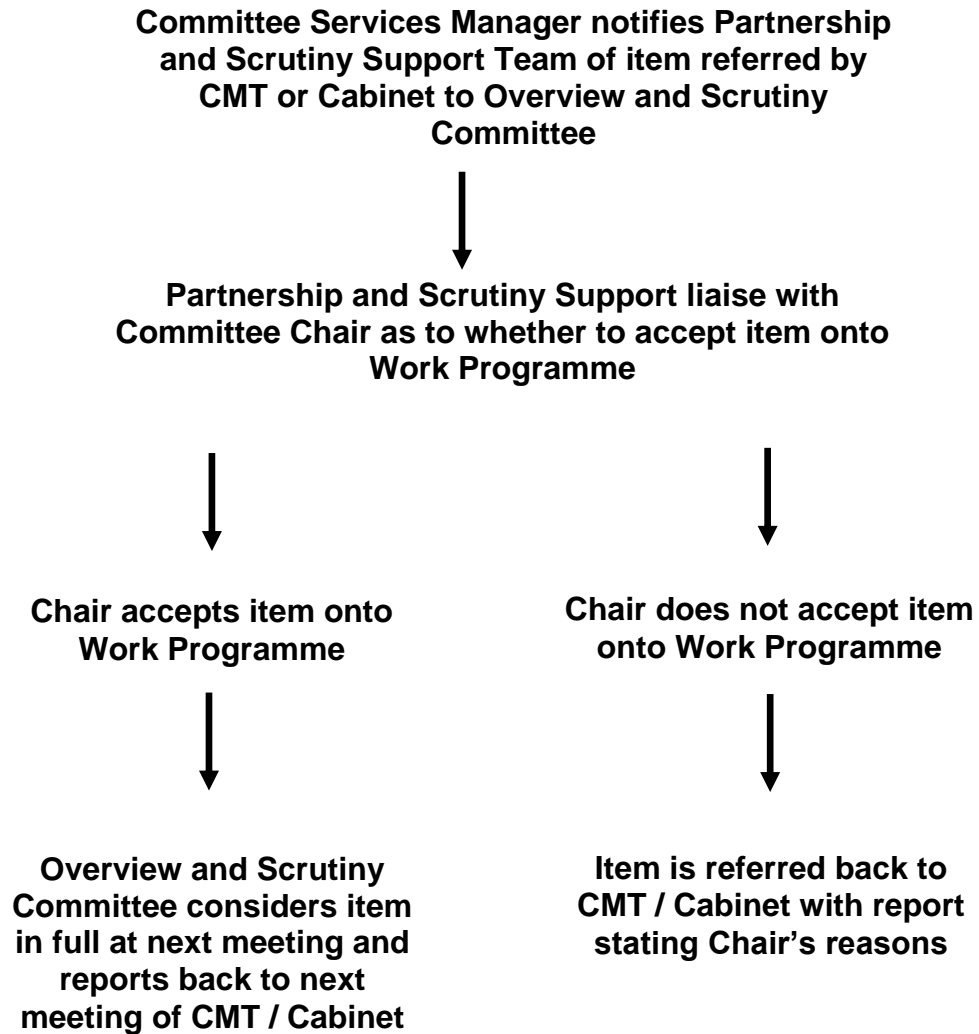 Committee Services Manager notifies Partnership
and Scrutiny Support Team of item referred by
CMT or Cabinet to Overview and Scrutiny
Committee
Partnership and Scrutiny Support liaise with
Committee Chair as to whether to accept item onto
Work Programme
Chair accepts item onto
Work Programme
Chair does not accept item
onto Work Programme
Overview and Scrutiny
Committee considers item
in full at next meeting and
reports back to next
meeting of CMT / Cabinet
Item is referred back to
CMT / Cabinet with report
stating Chair’s reasons